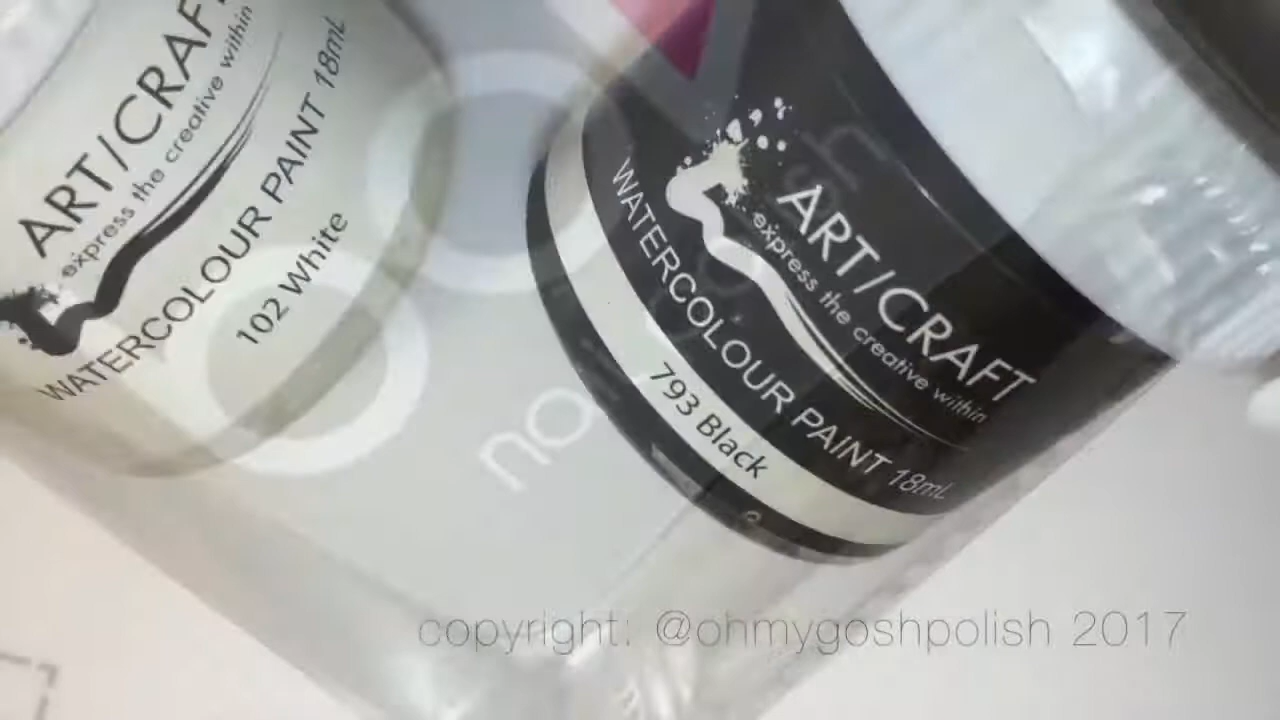 ART/CRAFT
express the creative within
WATERCOLOUR PAINT 18mL
102 White
ART/CRAFT
express the creative within
WATERCOLOUR PAINT 18mL
793 Black
no
copyright: @ohmygoshpolish 2017